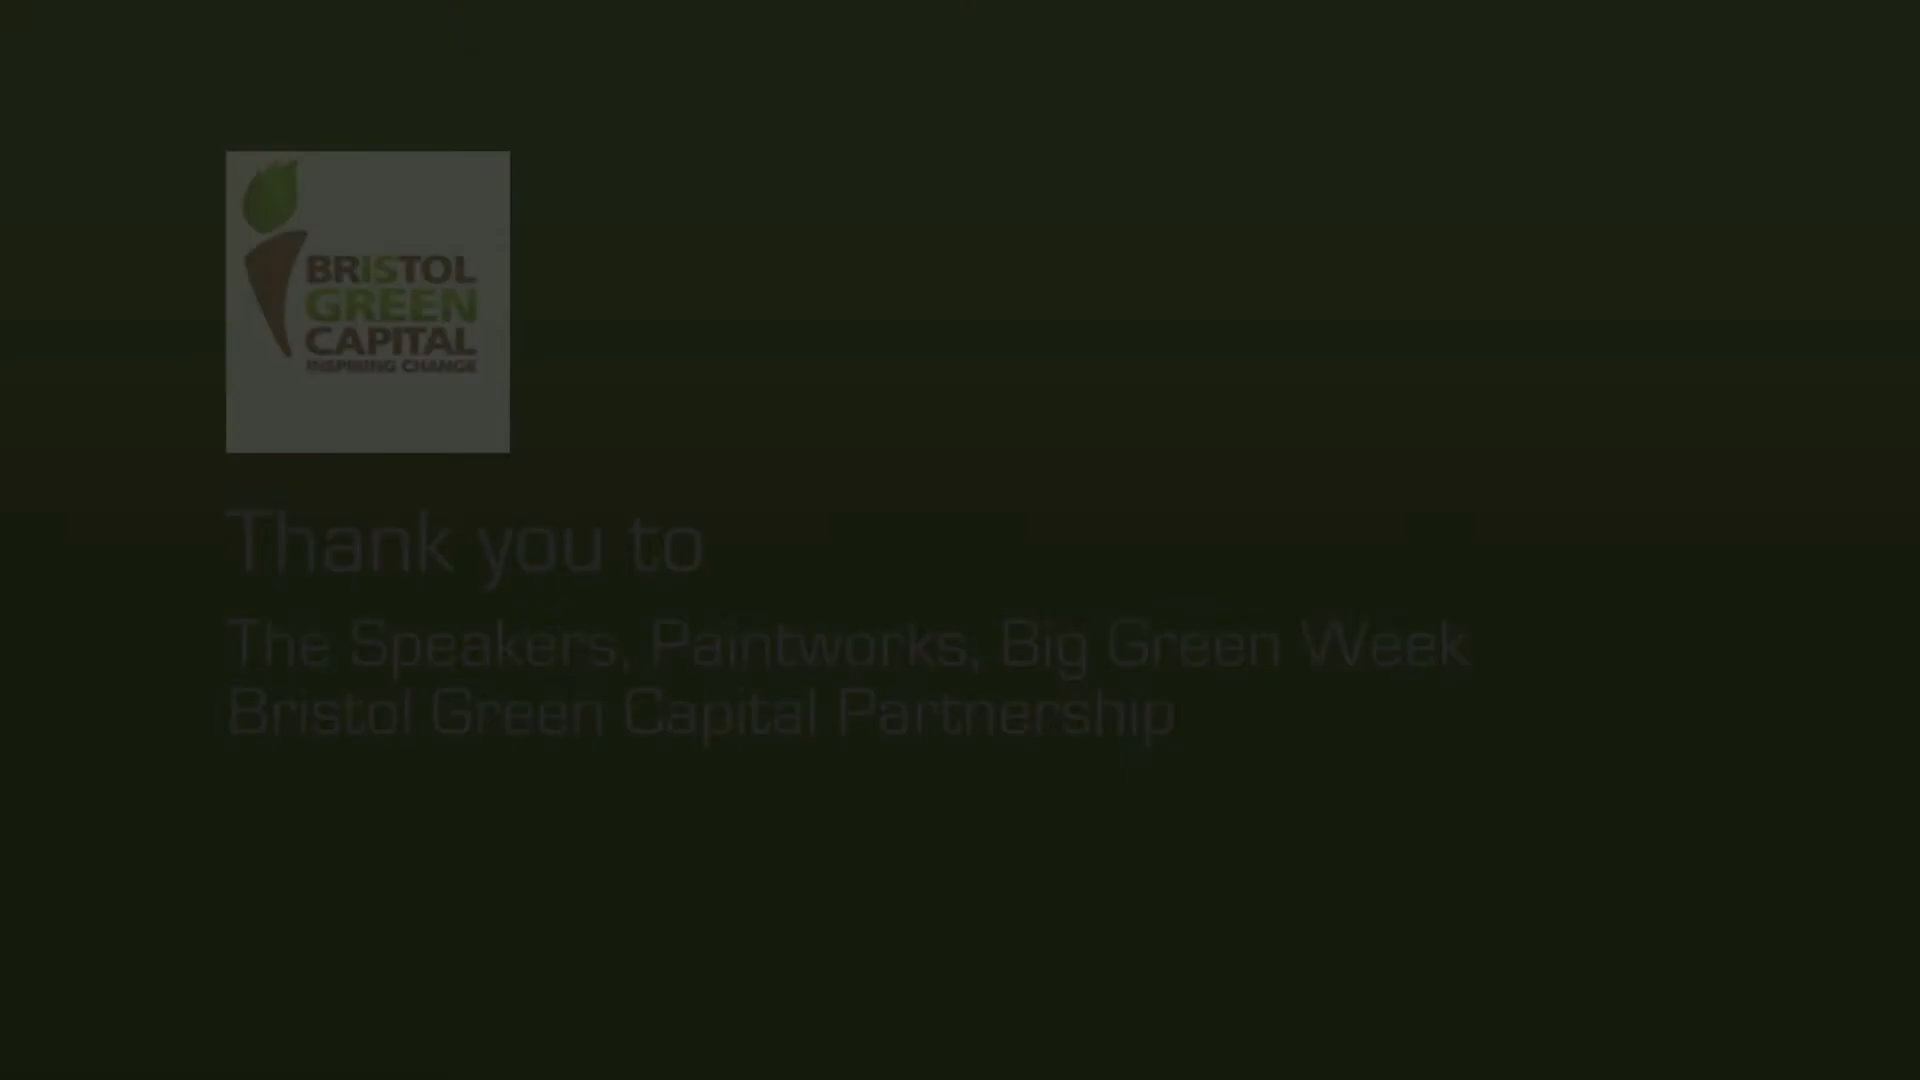 BRISTOL
GREEN
CAPITAL
INSPIRING CHANGE
Thank you to
The Speakers, Paintworks, Big Green Week
Bristol Green Capital Partnership